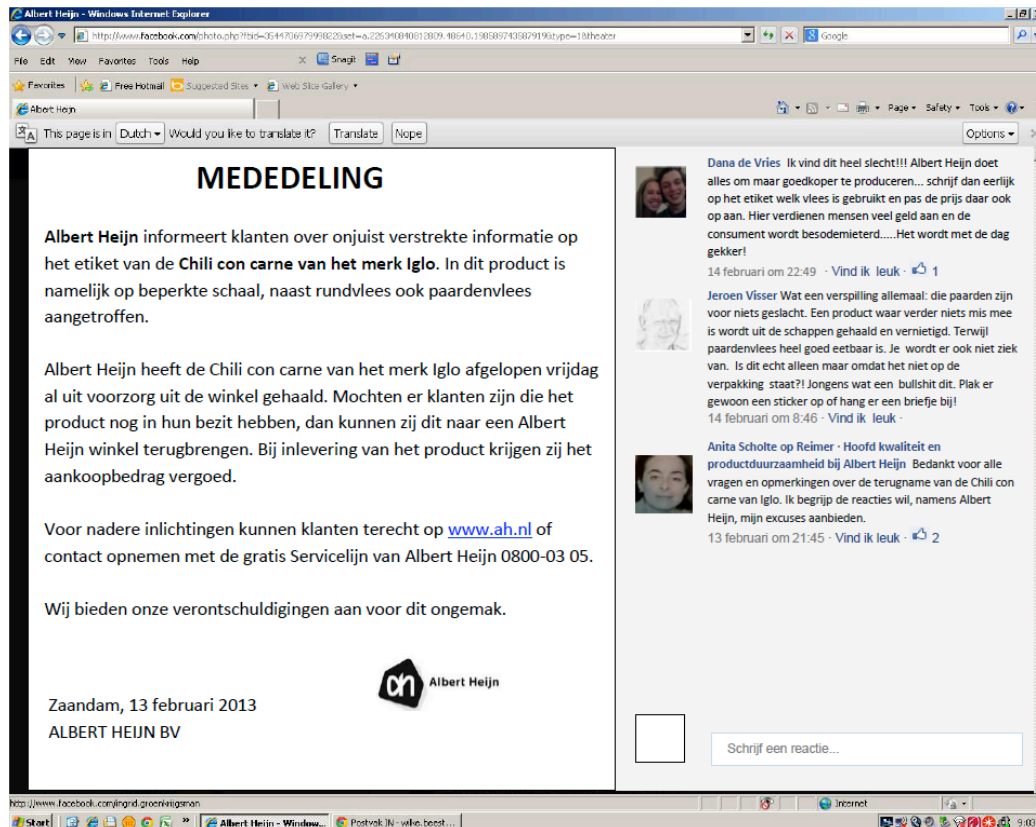 Albert Heijn - Windows Internet Explorer
Google
File Edit View Favorites Tools Help
Snagit
Favorites Free Hotmail Suggested Sites Web Slice Gallery
Albert Heijn
Page Safety Tools
This page is in Dutch Would you like to translate it? Translate Nope
Options
MEDEDELING
Albert Heijn informeert klanten over onjuist verstrekte informatie op
het etiket van de Chili con carne van het merk Iglo. In dit product is
namelijk op beperkte schaal, naast rundvlees ook paardenvlees
aangetroffen.
Albert Heijn heeft de Chili con carne van het merk Iglo afgelopen vrijdag
al uit voorzorg uit de winkel gehaald. Mochten er klanten zijn die het
product nog in hun bezit hebben, dan kunnen zij dit naar een Albert
Heijn winkel terugbrengen. Bij inlevering van het product krijgen zij het
aankoopbedrag vergoed.
Voor nadere inlichtingen kunnen klanten terecht op www.ah.nl of
contact opnemen met de gratis Servicelijn van Albert Heijn 0800-03 05.
Wij bieden onze verontschuldigingen aan voor dit ongemak.
Albert Heijn
Zaandam, 13 februari 2013
ALBERT HEIJN BV
Dana de Vries Ik vind dit heel slecht!!! Albert Heijn doet
alles om maar goedkoper te produceren... schrijf dan eerlijk
op het etiket welk vlees is gebruikt en pas de prijs daar ook
op aan. Hier verdienen mensen veel geld aan en de
consument wordt besodemieterd.....Het wordt met de dag
gekker!
14 februari om 22:49 · Vind ik leuk · 1
Jeroen Visser Wat een verspilling allemaal: die paarden zijn
voor niets geslacht. Een product waar verder niets mis mee
is wordt uit de schappen gehaald en vernietigd. Terwijl
paardenvlees heel goed eetbaar is. Je wordt er ook niet ziek
van. Is dit echt alleen maar omdat het niet op de
verpakking staat?! Jongens wat een bullshit dit. Plak er
gewoon een sticker op of hang er een briefje bij!
14 februari om 8:46 · Vind ik leuk ·
Anita Scholte op Reimer · Hoofd kwaliteit en
productduurzaamheid bij Albert Heijn Bedankt voor alle
vragen en opmerkingen over de terugname van de Chili con
carne van Iglo. Ik begrijp de reacties wil, namens Albert
Heijn, mijn excuses aanbieden.
13 februari om 21:45 · Vind ik leuk · 2
Schrijf een reactie...
http://www.facebook.com/ingrid.groenkrijgsman
Internet
Start
Albert Heijn - Window...